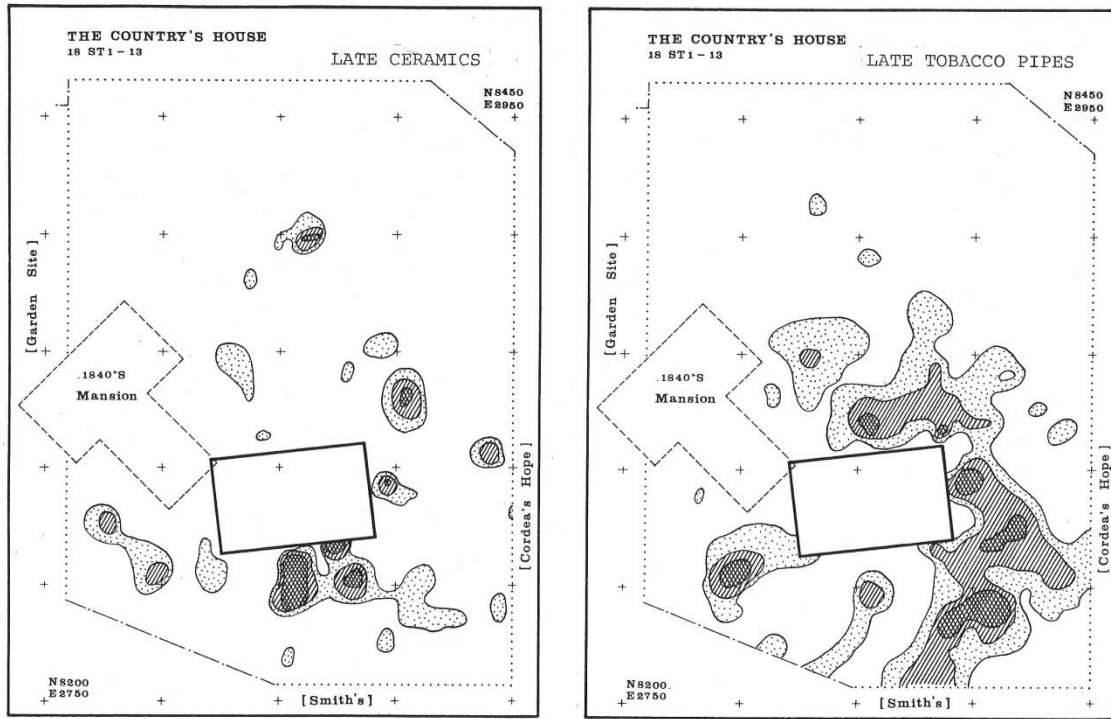 THE COUNTRY'S HOUSE
18 ST1-13
LATE CERAMICS
N8450
E2950
[Garden Site]
1840'S
Mansion
[Cordea's Hope]
N8200
E2750
[Smith's]
THE COUNTRY'S HOUSE
18 ST1-13
LATE TOBACCO PIPES
N8450
E2950
[Garden Site]
1840'S
Mansion
[Cordea's Hope]
N8200
E2750
[Smith's]